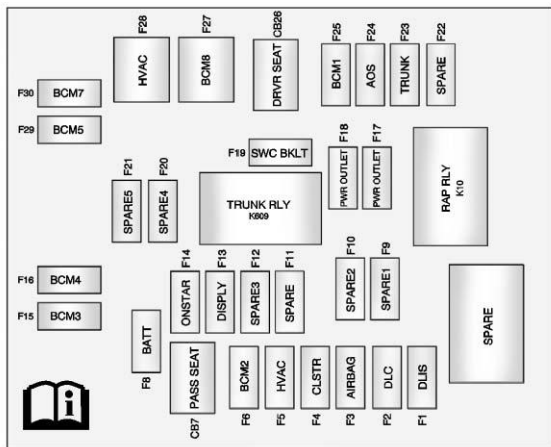 F28
HVAC
F27
BCM8
CB26
DRVR SEAT
F25
BCM1
F24
AOS
F23
TRUNK
F22
SPARE
F30
BCM7
F29
BCM5
F19
SWC BKLT
F18
PWR OUTLET
F17
PWR OUTLET
RAP RLY
K10
F21
SPARE5
F20
SPARE4
TRUNK RLY
K609
F16
BCM4
F15
BCM3
F14
ONSTAR
F13
DISPLY
F12
SPARE3
F11
SPARE
F10
SPARE2
F9
SPARE1
SPARE
BATT
F8
PASS SEAT
CB7
BCM2
F6
HVAC
F5
CLSTR
F4
AIRBAG
F3
DLC
F2
DLIS
F1
i